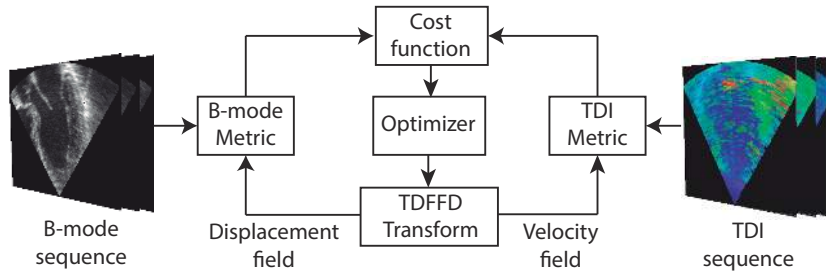 Cost
function
B-mode
Metric
Optimizer
TDI
Metric
TDFFD
Transform
B-mode
sequence
Displacement
field
Velocity
field
TDI
sequence